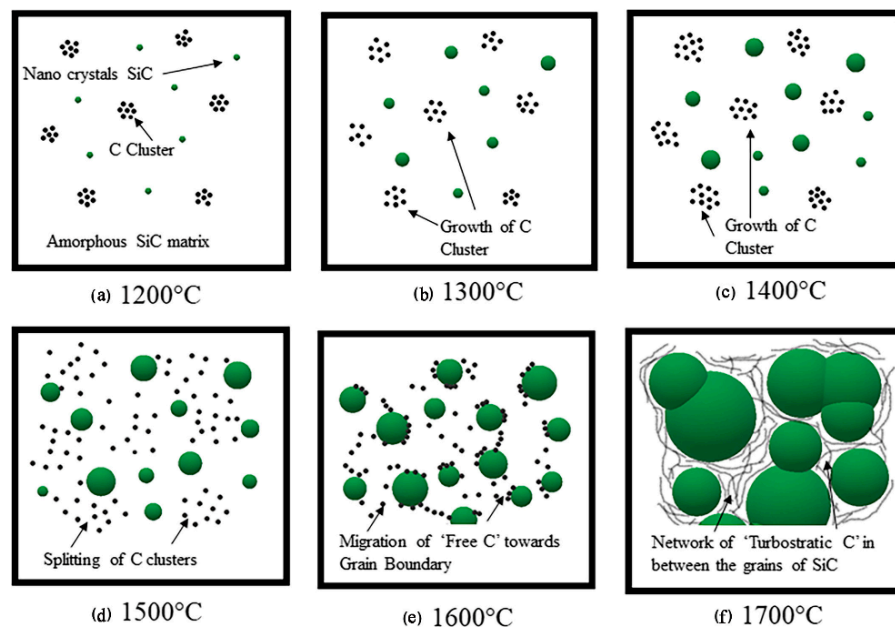 Nano crystals SiC
C Cluster
Amorphous SiC matrix
(a) 1200°C
Growth of C
Cluster
(b) 1300°C
Growth of C
Cluster
(c) 1400°C
Splitting of C clusters
(d) 1500°C
Migration of 'Free C' towards
Grain Boundary
(e) 1600°C
Network of 'Turbostratic C' in
between the grains of SiC
(f) 1700°C